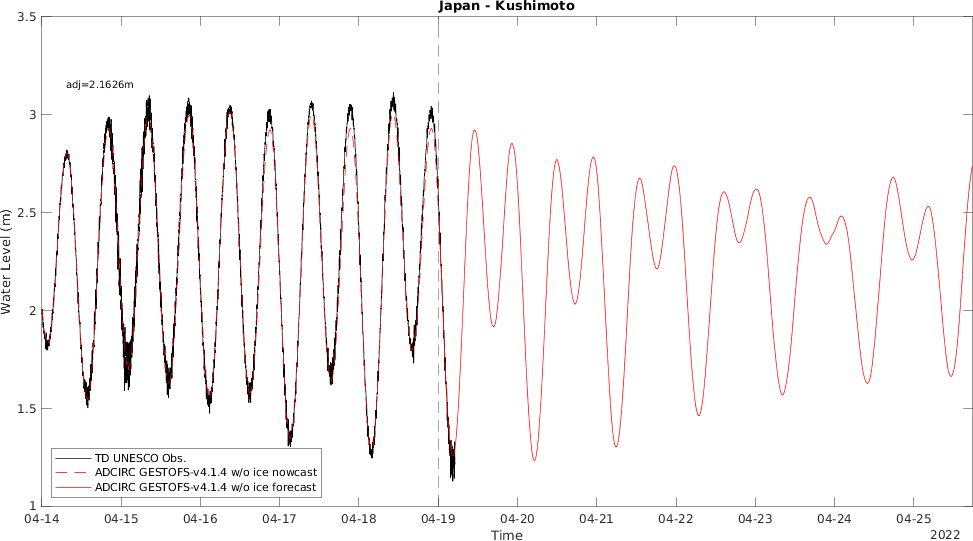 Japan - Kushimoto
3.5
adj=2.1626m
3
2.5
Water Level (m)
2
1.5
TD UNESCO Obs.
ADCIRC GESTOFS-v4.1.4 w/o ice nowcast
ADCIRC GESTOFS-v4.1.4 w/o ice forecast
1
04-14 04-15 04-16 04-17 04-18 04-19 04-20 04-21 04-22 04-23 04-24 04-25
Time
2022